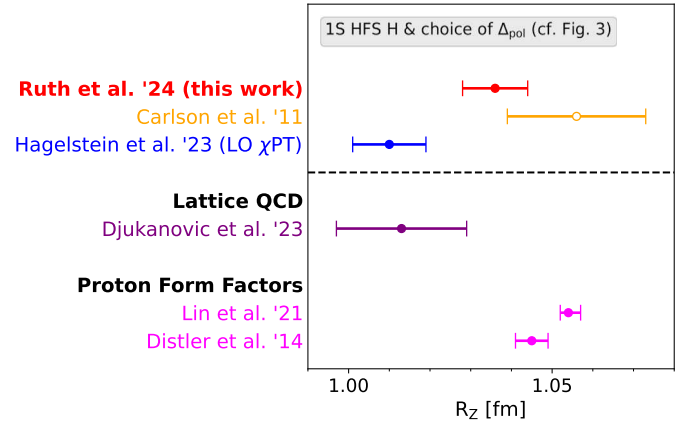 1S HFS H & choice of Δpol (cf. Fig. 3)
Ruth et al. '24 (this work)
Carlson et al. '11
Hagelstein et al. '23 (LO χPT)
Lattice QCD
Djukanovic et al. '23
Proton Form Factors
Lin et al. '21
Distler et al. '14
1.00 1.05
RZ [fm]